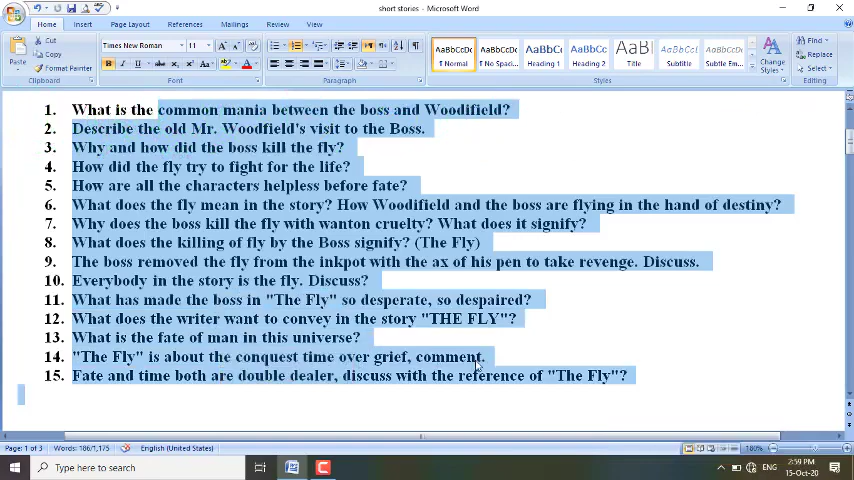 short stories - Microsoft Word
Home Insert Page Layout References Mailings Review View
Paste
Cut
Copy
Format Painter
Clipboard
Times New Roman 11
Font
Paragraph
AaBbCcDc AaBbCcDc AaBbC AaBbCc AaB AaBbCcL AaBbCcDc
¶ Normal ¶ No Spaci... Heading 1 Heading 2 Title Subtitle Subtle Em...
Change Styles
Styles
Find
Replace
Select
Editing
1. What is the common mania between the boss and Woodifield?
2. Describe the old Mr. Woodfield's visit to the Boss.
3. Why and how did the boss kill the fly?
4. How did the fly try to fight for the life?
5. How are all the characters helpless before fate?
6. What does the fly mean in the story? How Woodifield and the boss are flying in the hand of destiny?
7. Why does the boss kill the fly with wanton cruelty? What does it signify?
8. What does the killing of fly by the Boss signify? (The Fly)
9. The boss removed the fly from the inkpot with the ax of his pen to take revenge. Discuss.
10. Everybody in the story is the fly. Discuss?
11. What has made the boss in "The Fly" so desperate, so despaired?
12. What does the writer want to convey in the story "THE FLY"?
13. What is the fate of man in this universe?
14. "The Fly" is about the conquest time over grief, comment.
15. Fate and time both are double dealer, discuss with the reference of "The Fly"?
Page: 1 of 3 Words: 186/1,175 English (United States) 180%
Type here to search
ENG
2:59 PM
15-Oct-20